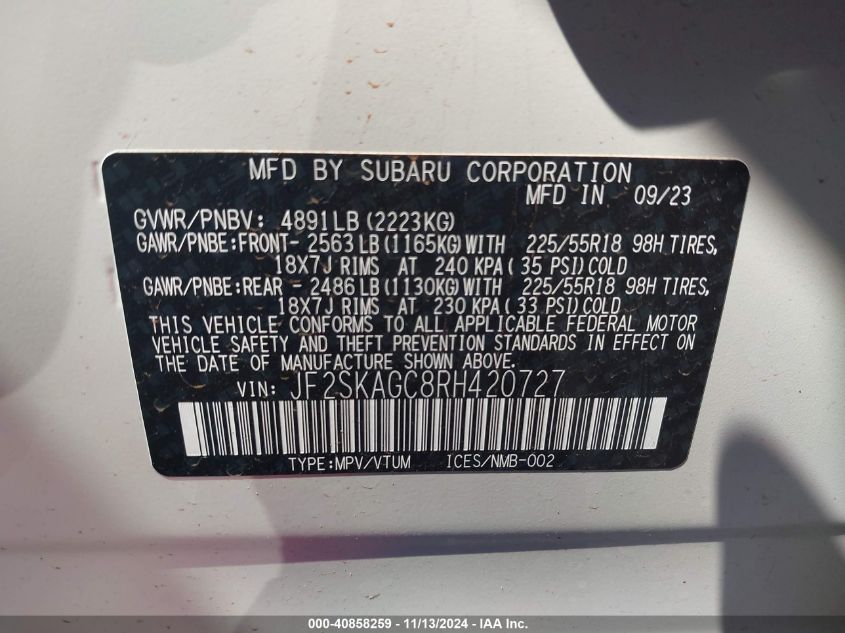 MFD BY SUBARU CORPORATION
MFD IN 09/23
GVWR/PNBV: 4891LB (2223KG)
GAWR/PNBE:FRONT- 2563 LB (1165KG) WITH 225/55R18 98H TIRES,
18X7J RIMS AT 240 KPA ( 35 PSI) COLD
GAWR/PNBE:REAR - 2486 LB (1130KG) WITH 225/55R18 98H TIRES,
18X7J RIMS AT 230 KPA ( 33 PSI) COLD
THIS VEHICLE CONFORMS TO ALL APPLICABLE FEDERAL MOTOR
VEHICLE SAFETY AND THEFT PREVENTION STANDARDS IN EFFECT ON
THE DATE OF MANUFACTURE SHOWN ABOVE.
VIN: JF2SKAGC8RH420727
TYPE:MPV/VTUM ICES/NMB-002
000-40858259 - 11/13/2024 - IAA Inc.